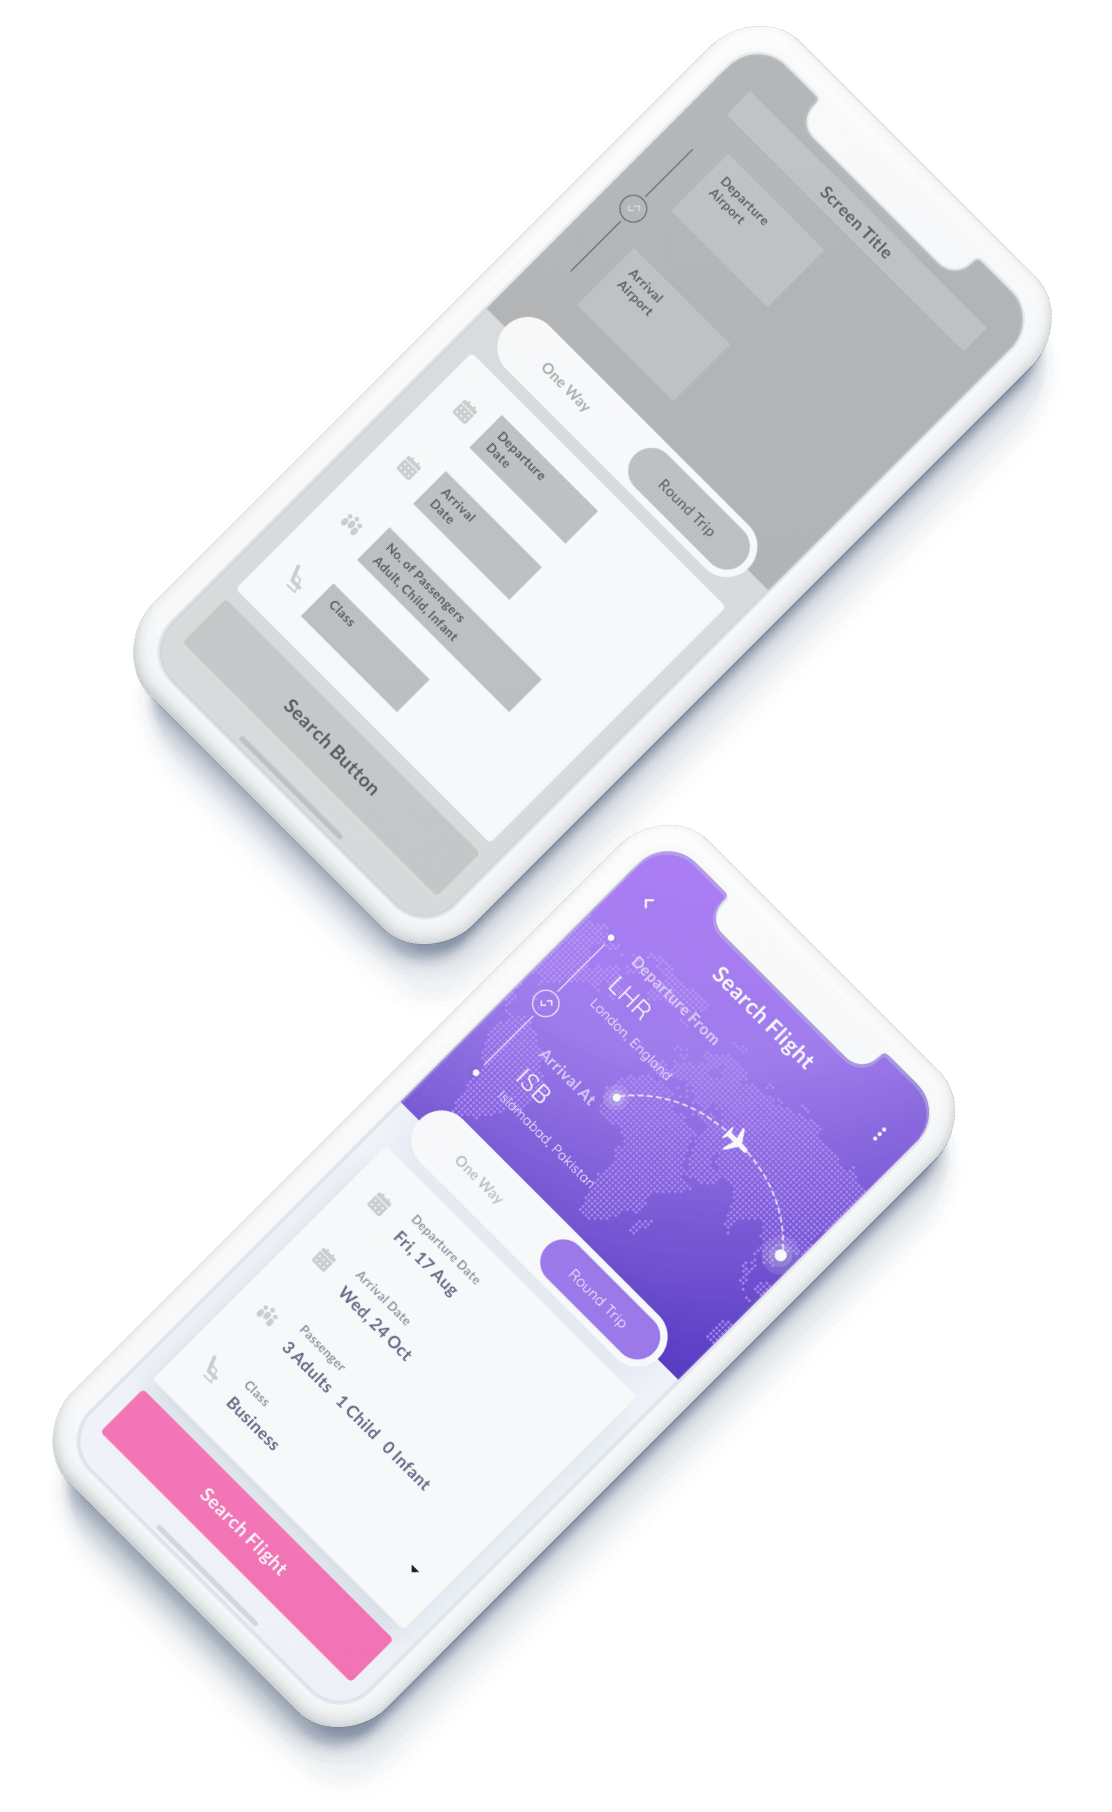 Screen Title
Departure
Airport
Arrival
Airport
One Way
Round Trip
Departure
Date
Arrival
Date
No. of Passengers
Adult, Child, Infant
Class
Search Button
Search Flight
Departure From
LHR
London, England
Arrival At
ISB
Islamabad, Pakistan
One Way
Round Trip
Departure Date
Fri, 17 Aug
Arrival Date
Wed, 24 Oct
Passenger
3 Adults 1 Child 0 Infant
Class
Business
Search Flight